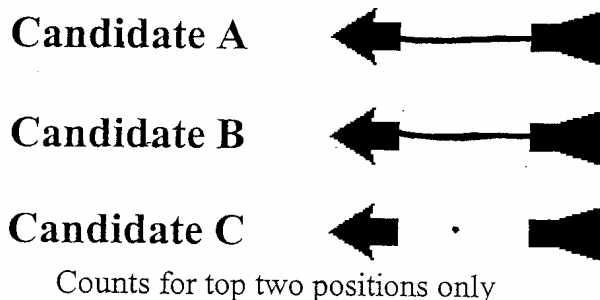 Candidate A
Candidate B
Candidate C
Counts for top two positions only